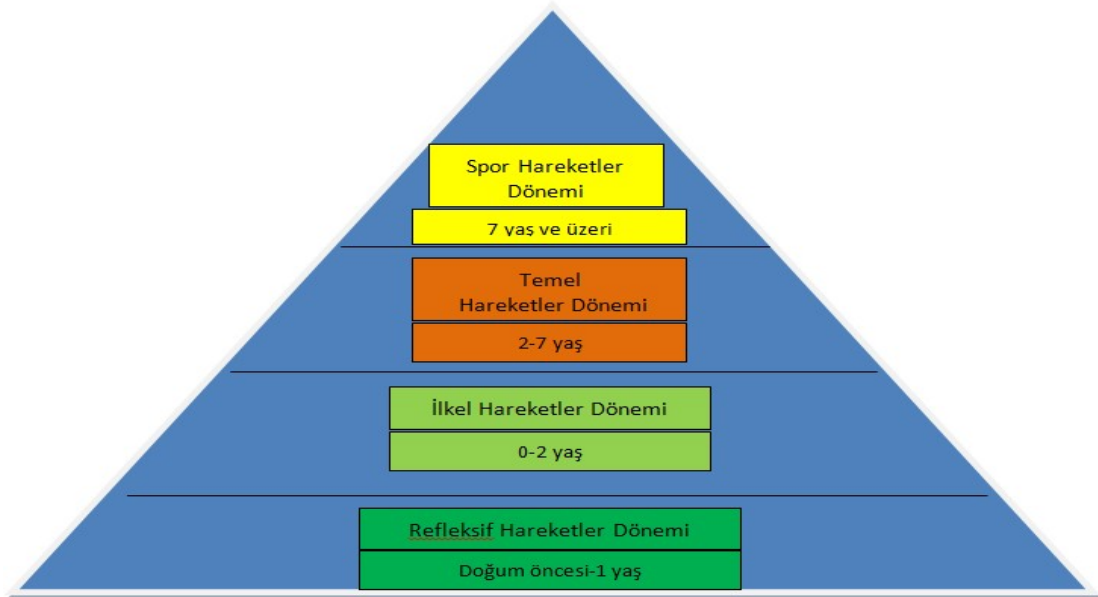 Spor Hareketler
Dönemi
7 yaş ve üzeri
Temel
Hareketler Dönemi
2-7 yaş
İlkel Hareketler Dönemi
0-2 yaş
Refleksif Hareketler Dönemi
Doğum öncesi-1 yaş